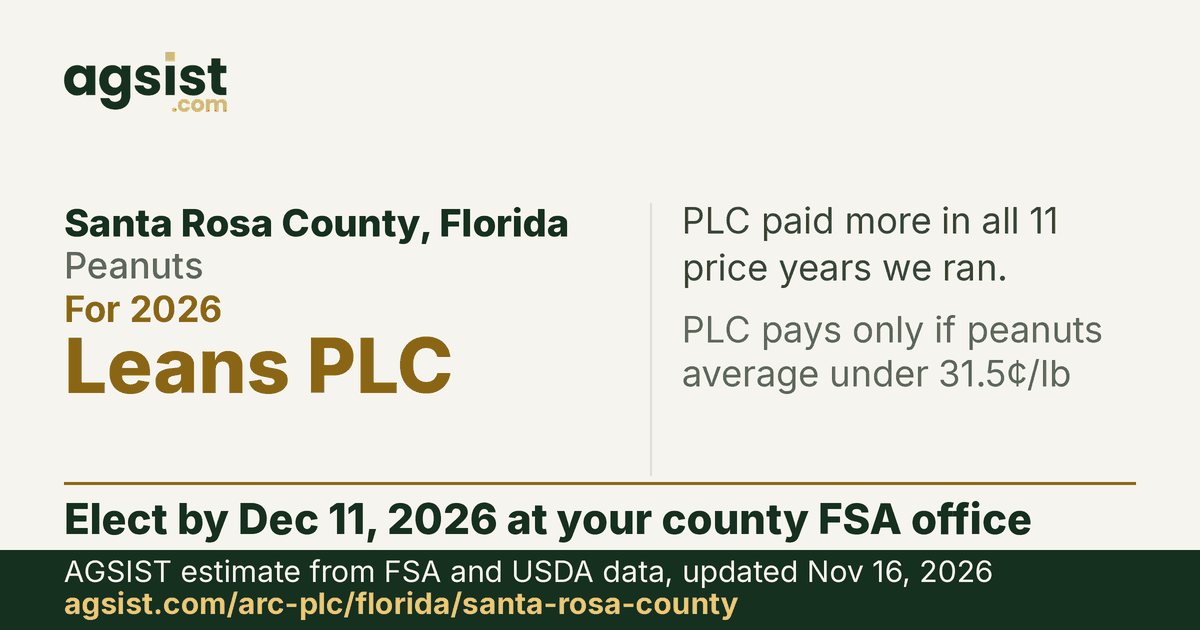 agsist
.com
Santa Rosa County, Florida
Peanuts
For 2026
Leans PLC
PLC paid more in all 11
price years we ran.
PLC pays only if peanuts
average under 31.5¢/lb
Elect by Dec 11, 2026 at your county FSA office
AGSIST estimate from FSA and USDA data, updated Nov 16, 2026
agsist.com/arc-plc/florida/santa-rosa-county